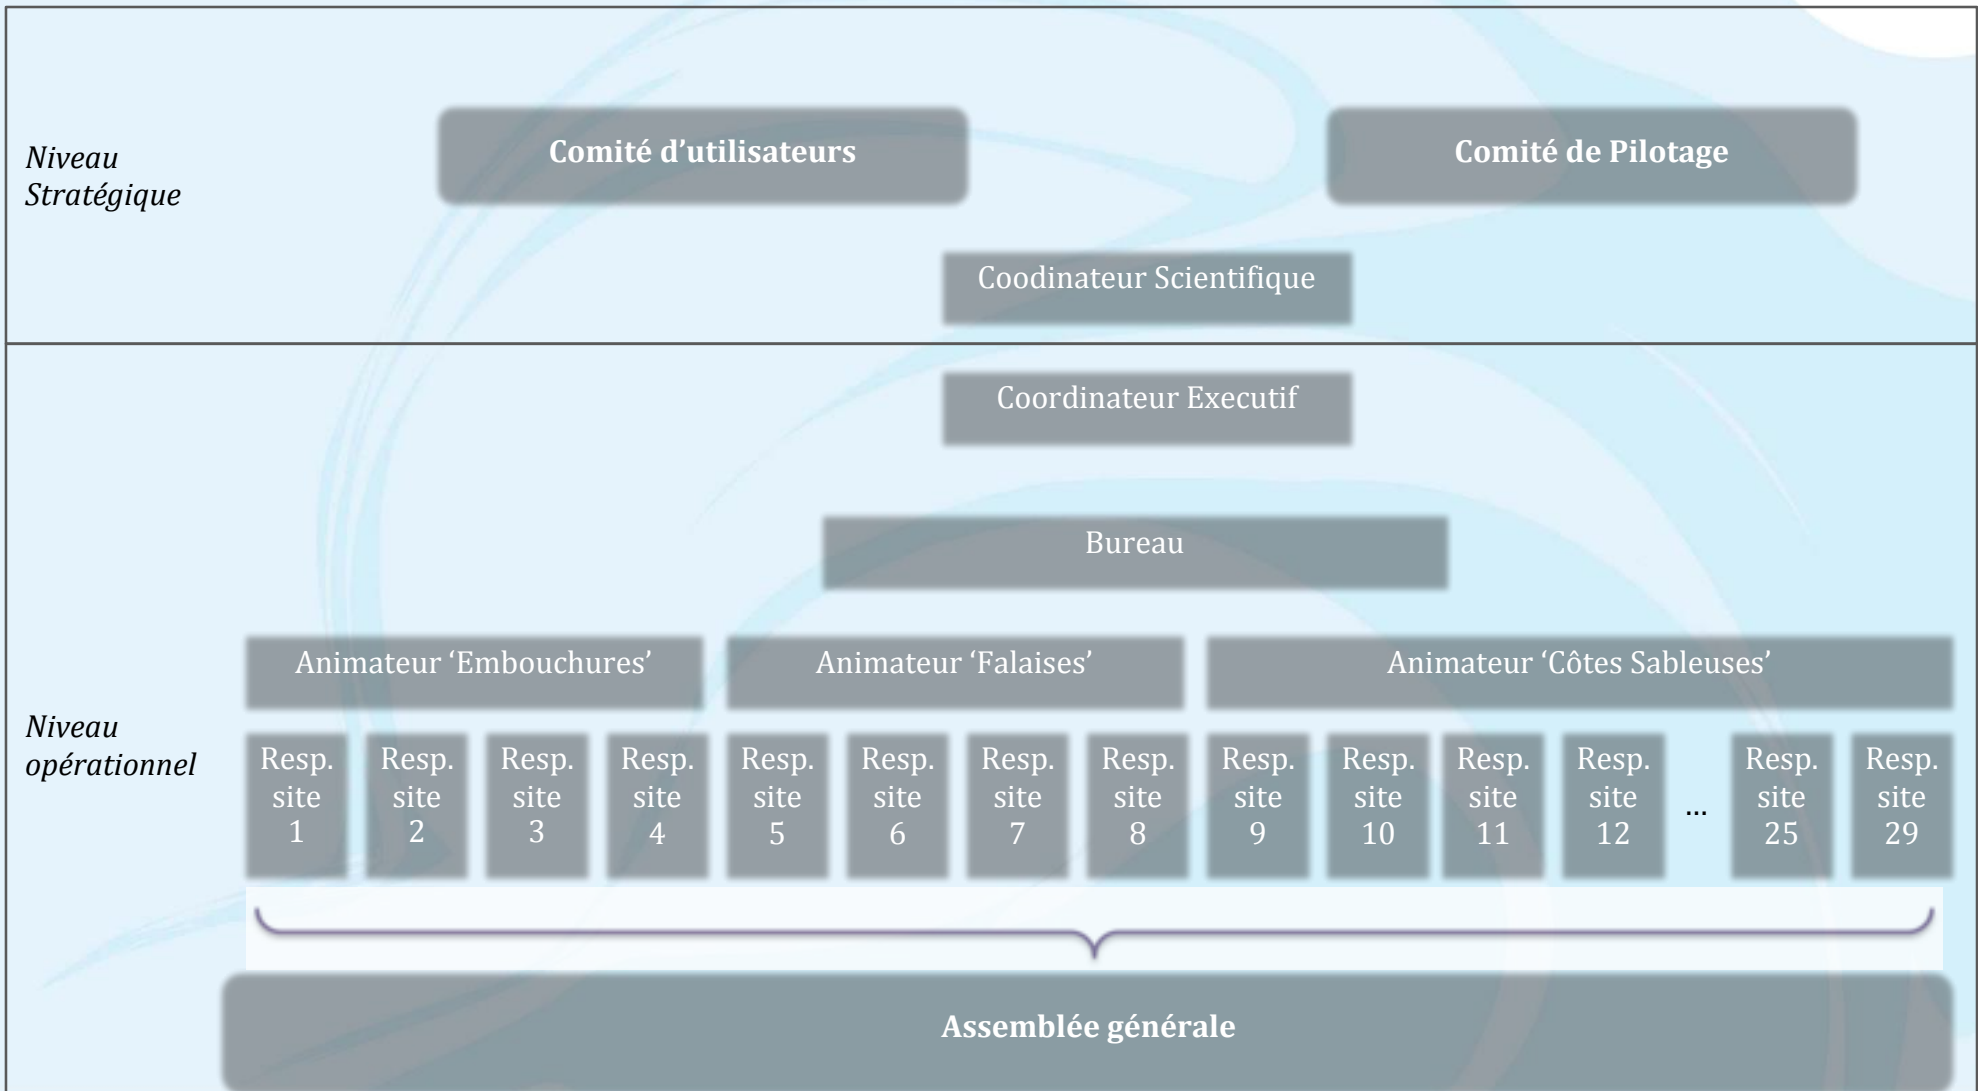 Niveau
Stratégique
Comité d’utilisateurs
Comité de Pilotage
Coodinateur Scientifique
Coordinateur Executif
Bureau
Animateur ‘Embouchures’
Animateur ‘Falaises’
Animateur ‘Côtes Sableuses’
Niveau
opérationnel
Resp.
site
1
Resp.
site
2
Resp.
site
3
Resp.
site
4
Resp.
site
5
Resp.
site
6
Resp.
site
7
Resp.
site
8
Resp.
site
9
Resp.
site
10
Resp.
site
11
Resp.
site
12
...
Resp.
site
25
Resp.
site
29
Assemblée générale